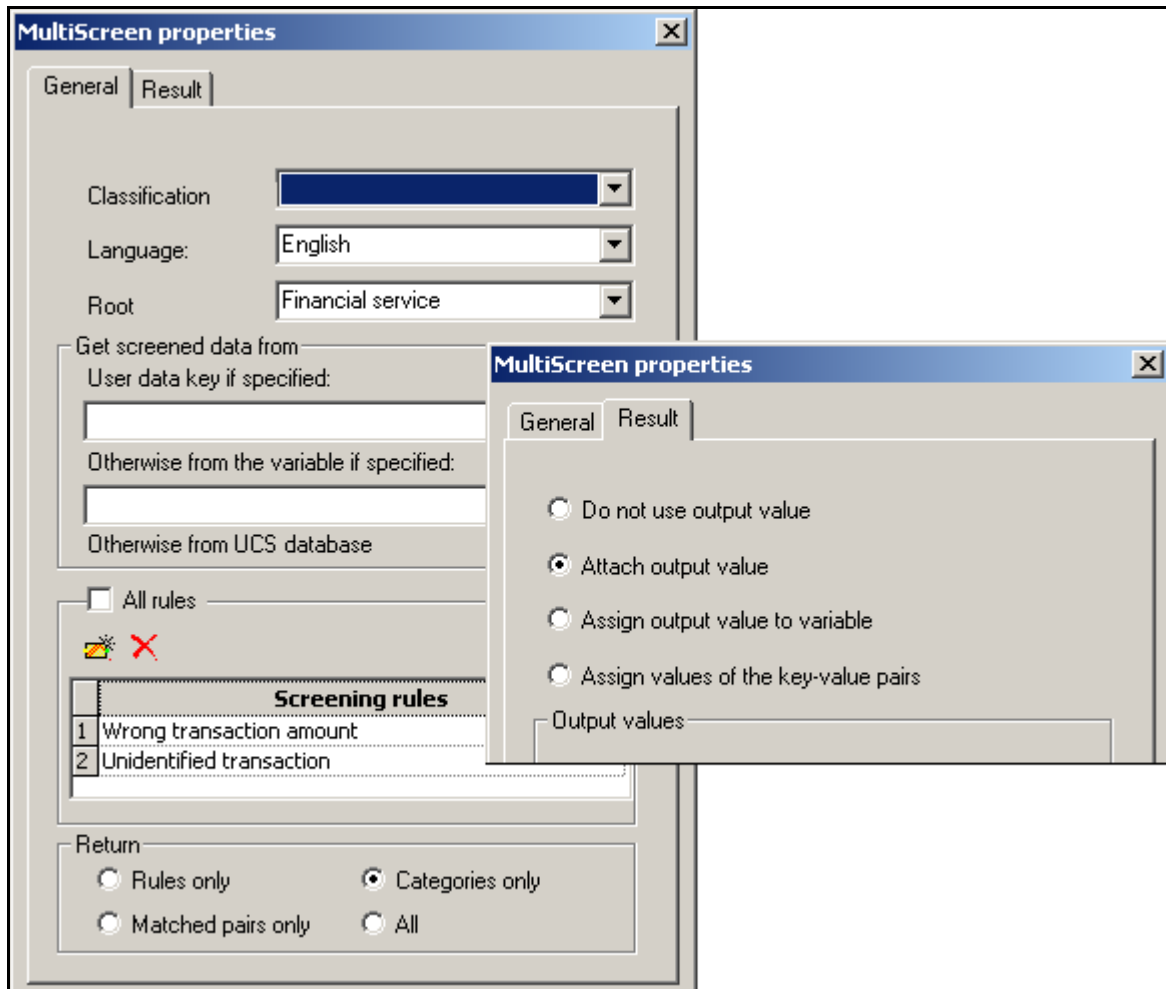 MultiScreen properties
General
Result
Classification
Language:
English
Root
Financial service
Get screened data from
User data key if specified:
Otherwise from the variable if specified:
Otherwise from UCS database
All rules
Screening rules
1 Wrong transaction amount
2 Unidentified transaction
Return
Rules only
Categories only
Matched pairs only
All
MultiScreen properties
General
Result
Do not use output value
Attach output value
Assign output value to variable
Assign values of the key-value pairs
Output values